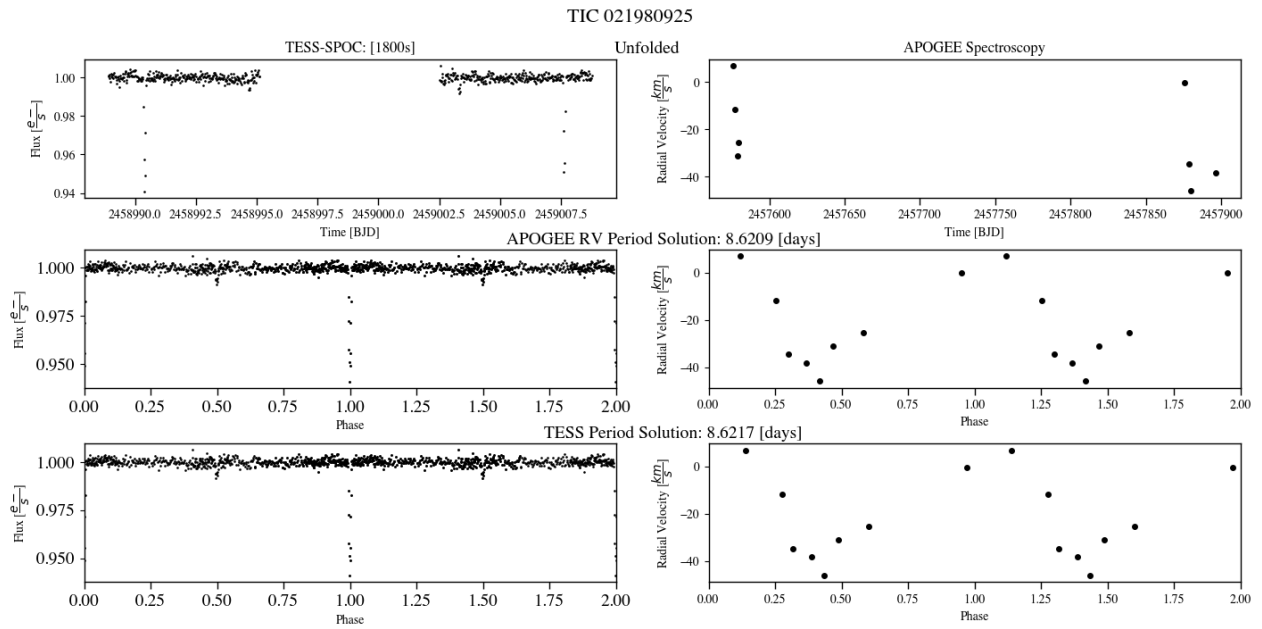 TIC 021980925
TESS-SPOC: [1800s]
Unfolded
APOGEE Spectroscopy
Flux [e−/s]
1.00
0.98
0.96
0.94
2458990.0 2458992.5 2458995.0 2458997.5 2459000.0 2459002.5 2459005.0 2459007.5
Time [BJD]
Radial Velocity [km/s]
0
−20
−40
2457600 2457650 2457700 2457750 2457800 2457850 2457900
Time [BJD]
APOGEE RV Period Solution: 8.6209 [days]
Flux [e−/s]
1.000
0.975
0.950
0.00 0.25 0.50 0.75 1.00 1.25 1.50 1.75 2.00
Phase
Radial Velocity [km/s]
0
−20
−40
0.00 0.25 0.50 0.75 1.00 1.25 1.50 1.75 2.00
Phase
TESS Period Solution: 8.6217 [days]
Flux [e−/s]
1.000
0.975
0.950
0.00 0.25 0.50 0.75 1.00 1.25 1.50 1.75 2.00
Phase
Radial Velocity [km/s]
0
−20
−40
0.00 0.25 0.50 0.75 1.00 1.25 1.50 1.75 2.00
Phase